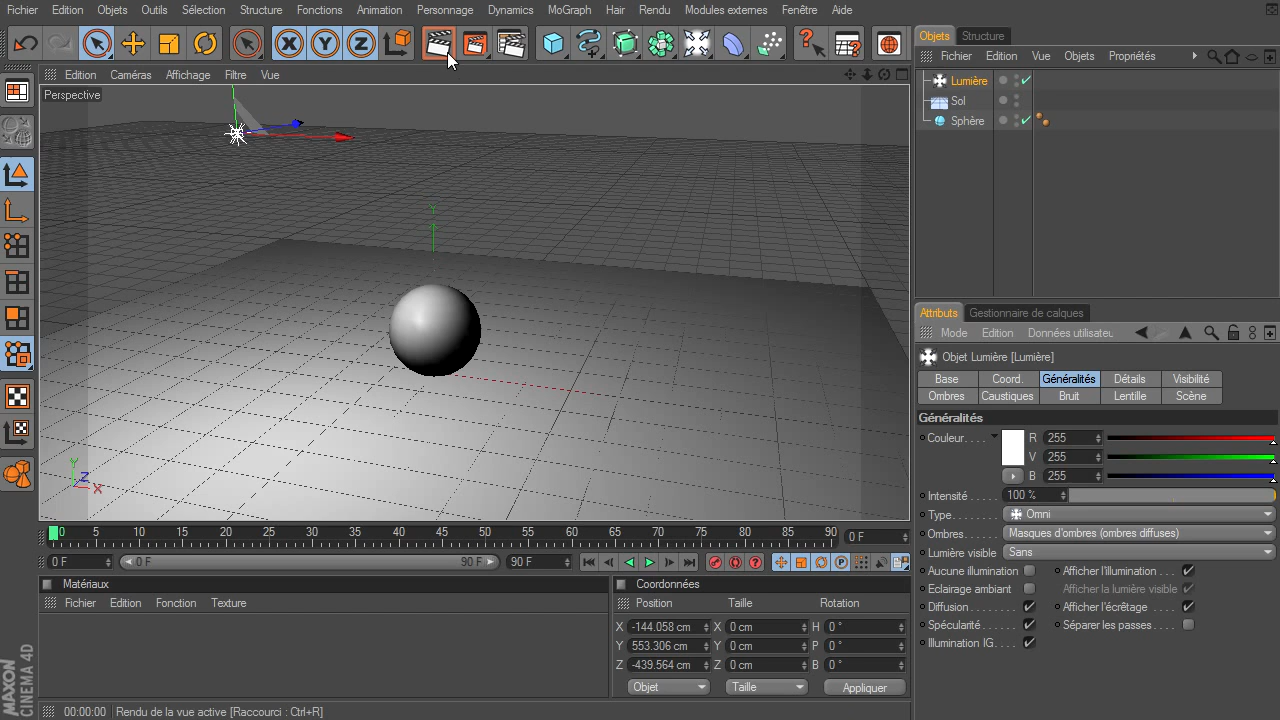 Fichier Edition Objets Outils Sélection Structure Fonctions Animation Personnage Dynamics MoGraph Hair Rendu Modules externes Fenêtre Aide
X Y Z
Edition Caméras Affichage Filtre Vue
Perspective
Y
Y Z X
0 5 10 15 20 25 30 35 40 45 50 55 60 65 70 75 80 85 90 0 F
0 F 0 F 90 F 90 F
P
Matériaux
Fichier Edition Fonction Texture
Coordonnées
Position Taille Rotation
X -144.058 cm X 0 cm H 0 °
Y 553.306 cm Y 0 cm P 0 °
Z -439.564 cm Z 0 cm B 0 °
Objet Taille Appliquer
MAXON
CINEMA 4D
00:00:00 Rendu de la vue active [Raccourci : Ctrl+R]
Objets Structure
Fichier Edition Vue Objets Propriétés
Lumière
Sol
Sphère
Attributs Gestionnaire de calques
Mode Edition Données utilisateu
Objet Lumière [Lumière]
Base Coord. Généralités Détails Visibilité
Ombres Caustiques Bruit Lentille Scène
Généralités
Couleur. . . . R 255
V 255
B 255
Intensité . . . . . 100 %
Type. . . . . . . . Omni
Ombres. . . . . Masques d'ombres (ombres diffuses)
Lumière visible Sans
Aucune illumination Afficher l'illumination . . .
Eclairage ambiant Afficher la lumière visible
Diffusion . . . . . . . Afficher l'écrêtage . . . .
Spécularité. . . . . . Séparer les passes. . . .
Illumination IG. . . .